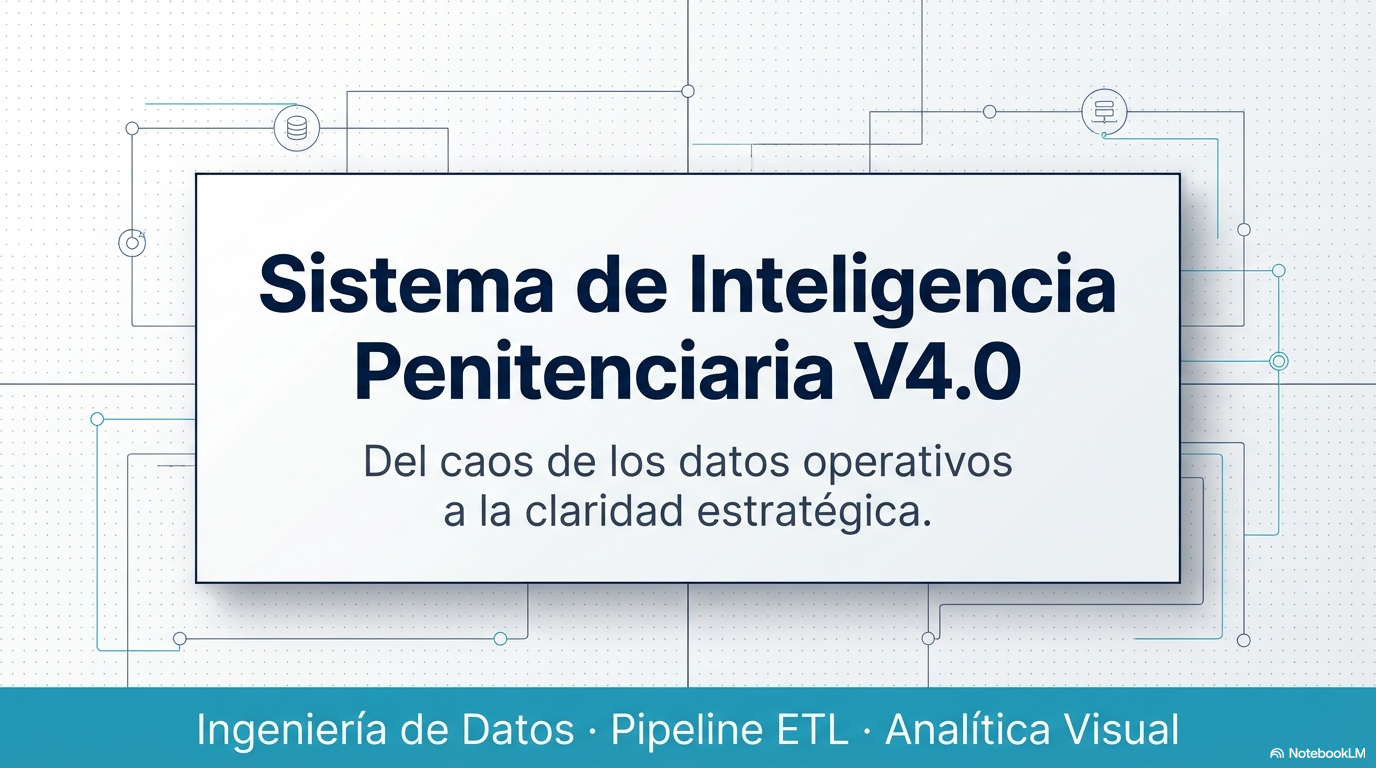 Sistema de Inteligencia
Penitenciaria V4.0
Del caos de los datos operativos
a la claridad estratégica.
Ingeniería de Datos · Pipeline ETL · Analítica Visual
NotebookLM